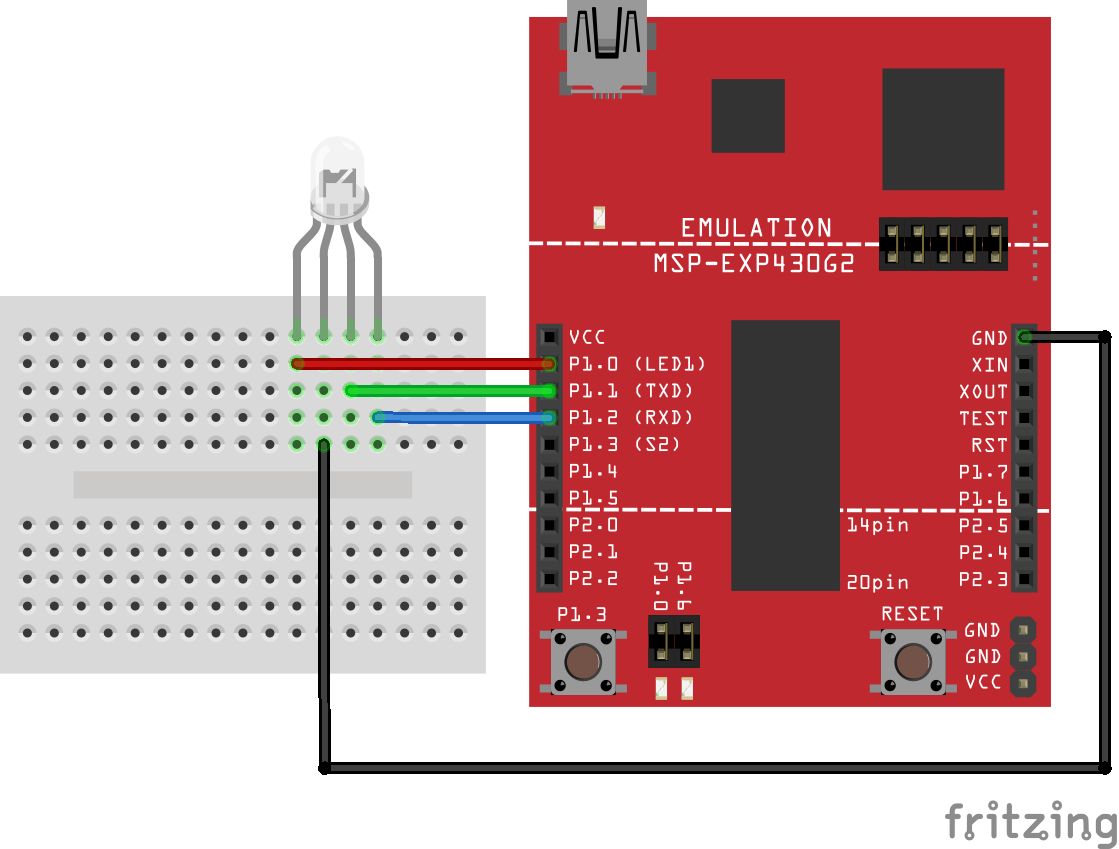 EMULATION
MSP-EXP430G2
VCC
P1.0 (LED1)
P1.1 (TXD)
P1.2 (RXD)
P1.3 (S2)
P1.4
P1.5
P2.0
P2.1
P2.2
GND
XIN
XOUT
TEST
RST
P1.7
P1.6
P2.5
P2.4
P2.3
14pin
20pin
P1.0
P1.6
P1.3
RESET
GND
GND
VCC
fritzing